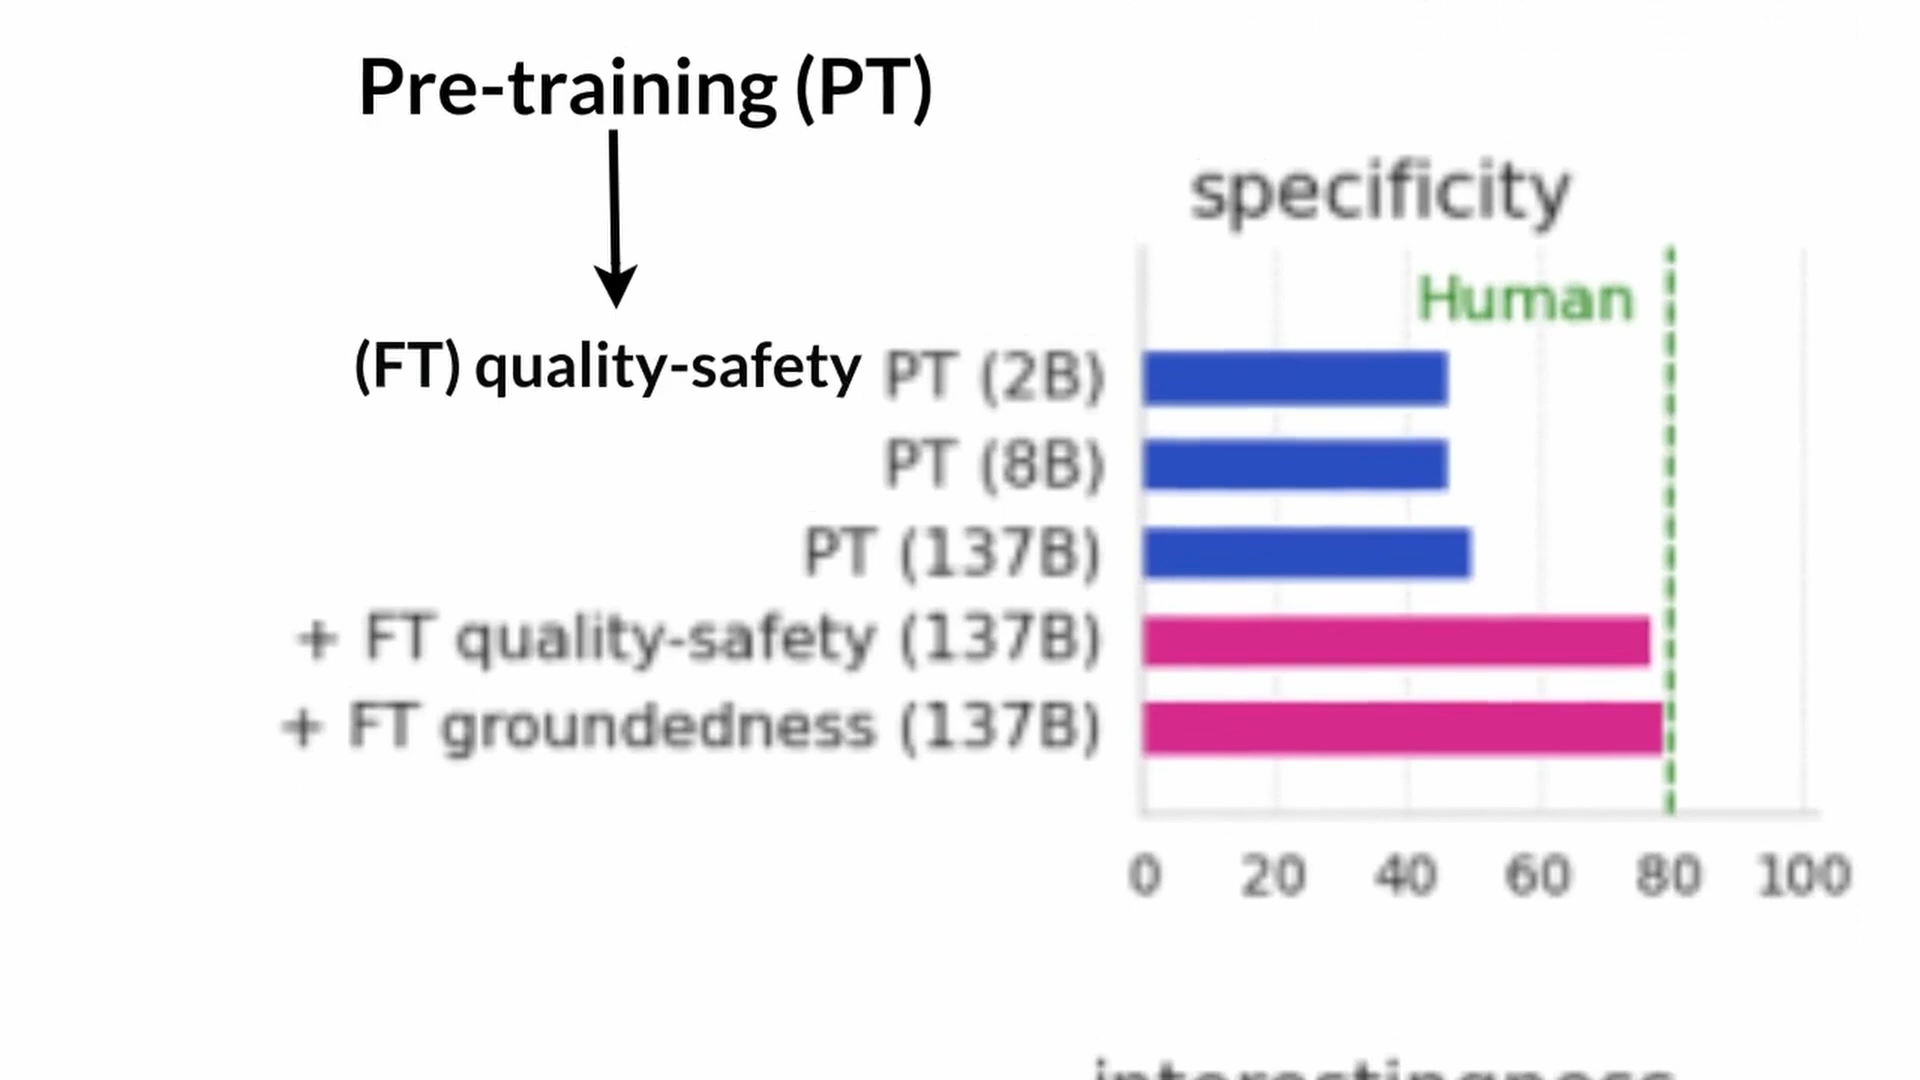 Pre-training (PT)
(FT) quality-safety
specificity
Human
PT (2B)
PT (8B)
PT (137B)
+ FT quality-safety (137B)
+ FT groundedness (137B)
0 20 40 60 80 100
interestingness